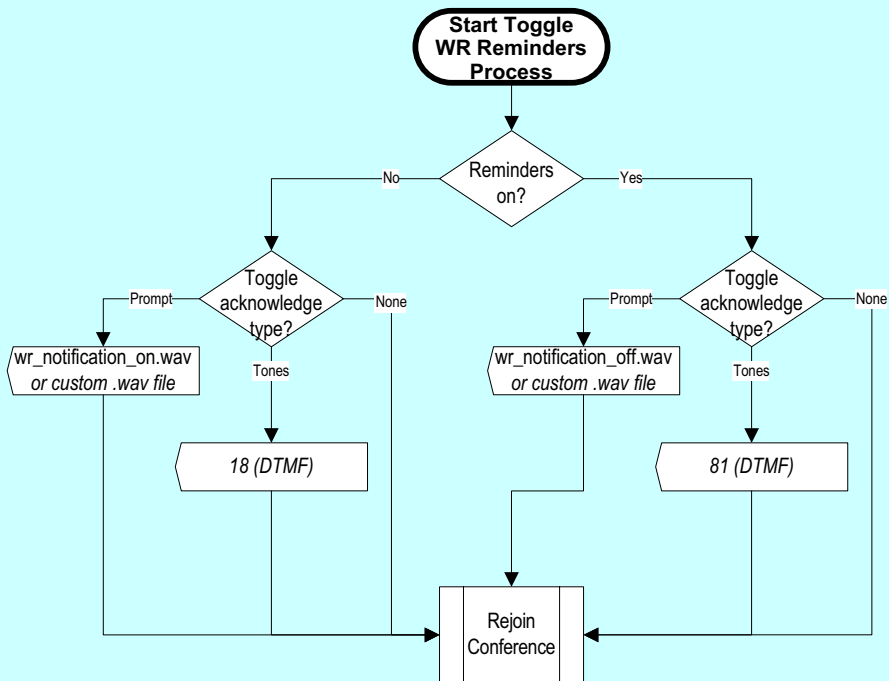 Start Toggle
WR Reminders
Process
Reminders
on?
No
Yes
Toggle
acknowledge
type?
Prompt
None
Toggle
acknowledge
type?
Prompt
None
wr_notification_on.wav
or custom .wav file
Tones
wr_notification_off.wav
or custom .wav file
Tones
18 (DTMF)
81 (DTMF)
Rejoin
Conference